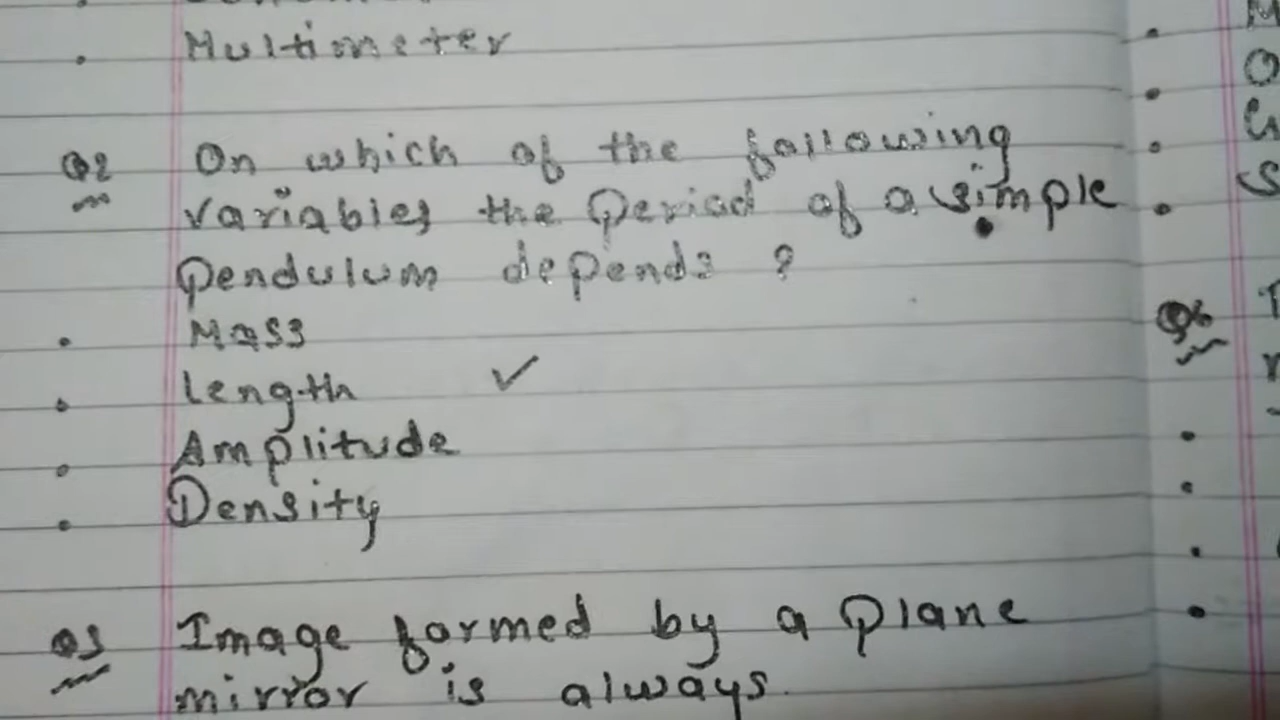 Multimeter
Q2 On which of the following
variables the period of a simple
pendulum depends ?
Mass
Length ✓
Amplitude
Density
Q3 Image formed by a plane
mirror is always.
Q6